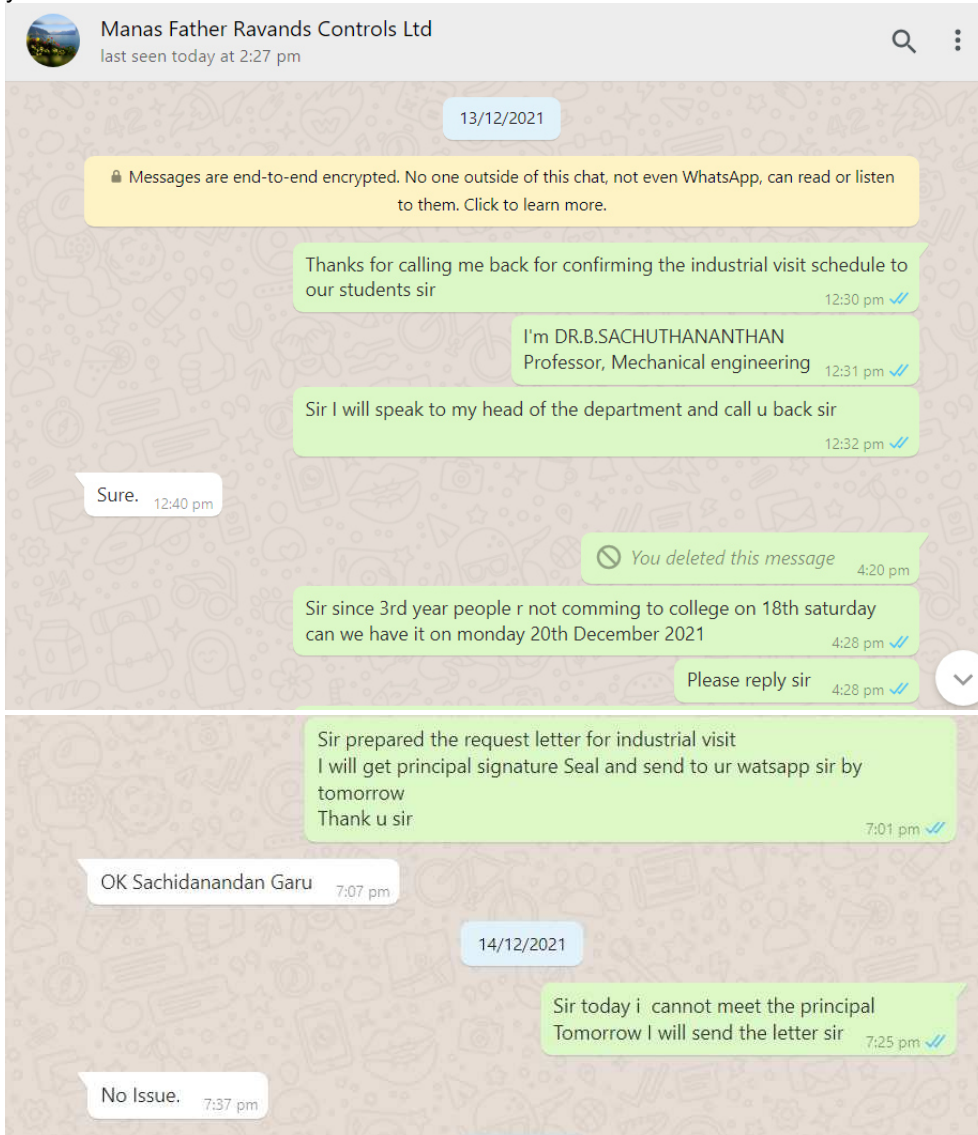 Manas Father Ravands Controls Ltd
last seen today at 2:27 pm
13/12/2021
Messages are end-to-end encrypted. No one outside of this chat, not even WhatsApp, can read or listen
to them. Click to learn more.
Thanks for calling me back for confirming the industrial visit schedule to
our students sir
12:30 pm
I'm DR.B.SACHUTHANANTHAN
Professor, Mechanical engineering 12:31 pm
Sir I will speak to my head of the department and call u back sir
12:32 pm
Sure. 12:40 pm
You deleted this message 4:20 pm
Sir since 3rd year people r not comming to college on 18th saturday
can we have it on monday 20th December 2021 4:28 pm
Please reply sir 4:28 pm
Sir prepared the request letter for industrial visit
I will get principal signature Seal and send to ur watsapp sir by
tomorrow
Thank u sir
7:01 pm
OK Sachidanandan Garu 7:07 pm
14/12/2021
Sir today i cannot meet the principal
Tomorrow I will send the letter sir 7:25 pm
No Issue. 7:37 pm